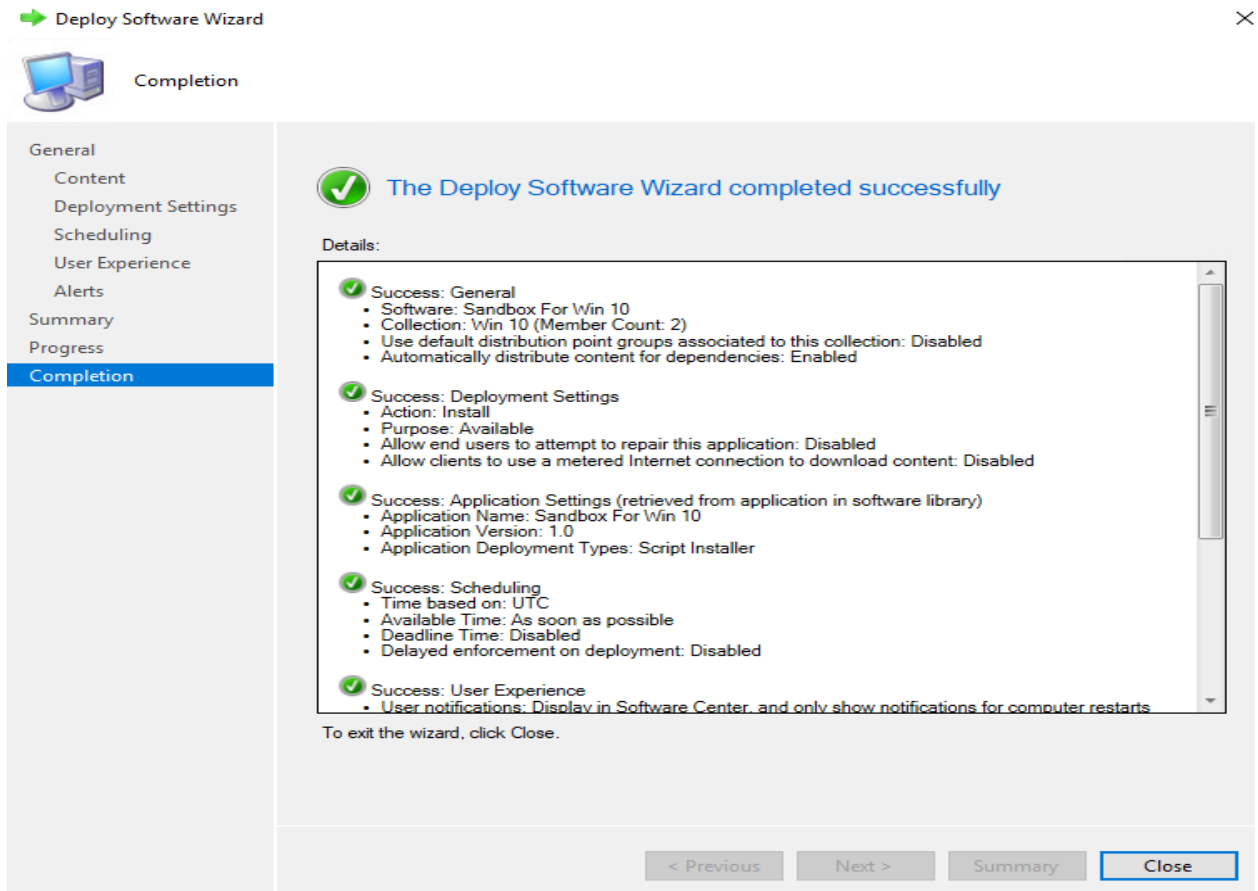 Deploy Software Wizard
Completion
General
Content
Deployment Settings
Scheduling
User Experience
Alerts
Summary
Progress
Completion
The Deploy Software Wizard completed successfully
Details:
Success: General
• Software: Sandbox For Win 10
• Collection: Win 10 (Member Count: 2)
• Use default distribution point groups associated to this collection: Disabled
• Automatically distribute content for dependencies: Enabled
Success: Deployment Settings
• Action: Install
• Purpose: Available
• Allow end users to attempt to repair this application: Disabled
• Allow clients to use a metered Internet connection to download content: Disabled
Success: Application Settings (retrieved from application in software library)
• Application Name: Sandbox For Win 10
• Application Version: 1.0
• Application Deployment Types: Script Installer
Success: Scheduling
• Time based on: UTC
• Available Time: As soon as possible
• Deadline Time: Disabled
• Delayed enforcement on deployment: Disabled
Success: User Experience
• User notifications: Display in Software Center, and only show notifications for computer restarts
To exit the wizard, click Close.
< Previous
Next >
Summary
Close